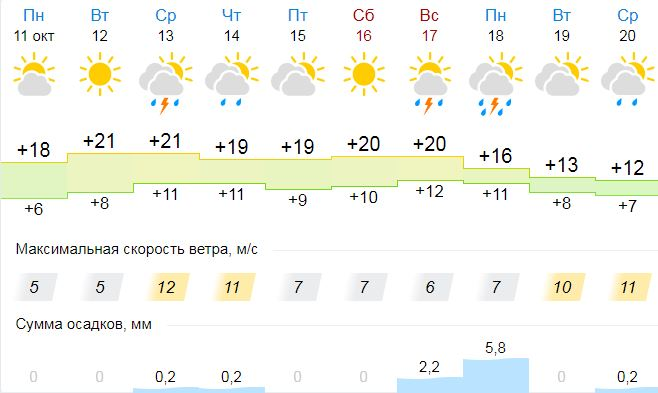 Пн Вт Ср Чт Пт Сб Вс Пн Вт Ср
11 окт 12 13 14 15 16 17 18 19 20
+18 +21 +21 +19 +19 +20 +20 +16 +13 +12
+6 +8 +11 +11 +9 +10 +12 +11 +8 +7
Максимальная скорость ветра, м/с
5 5 12 11 7 7 6 7 10 11
Сумма осадков, мм
0 0 0,2 0,2 0 0 2,2 5,8 0 0,2